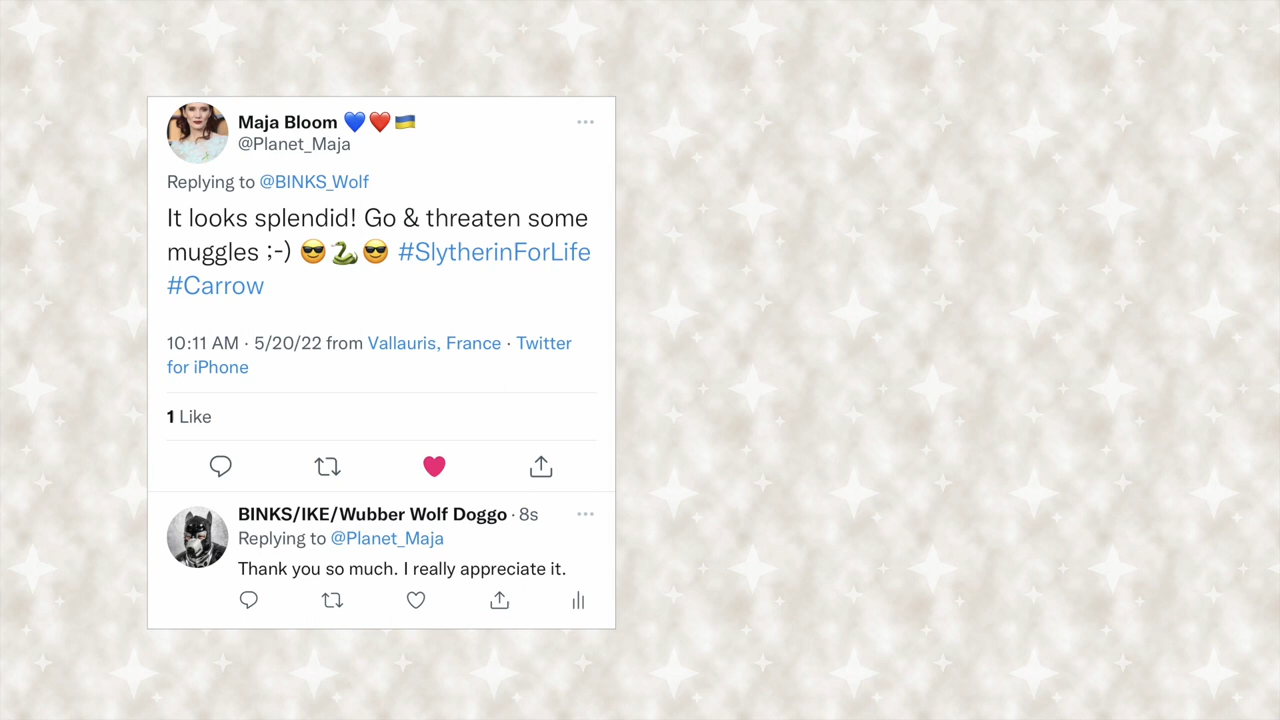 Maja Bloom 💙❤️🇺🇦
@Planet_Maja
Replying to @BINKS_Wolf
It looks splendid! Go & threaten some
muggles ;-) 😎🐍😎 #SlytherinForLife
#Carrow
10:11 AM · 5/20/22 from Vallauris, France · Twitter
for iPhone
1 Like
BINKS/IKE/Wubber Wolf Doggo · 8s
Replying to @Planet_Maja
Thank you so much. I really appreciate it.